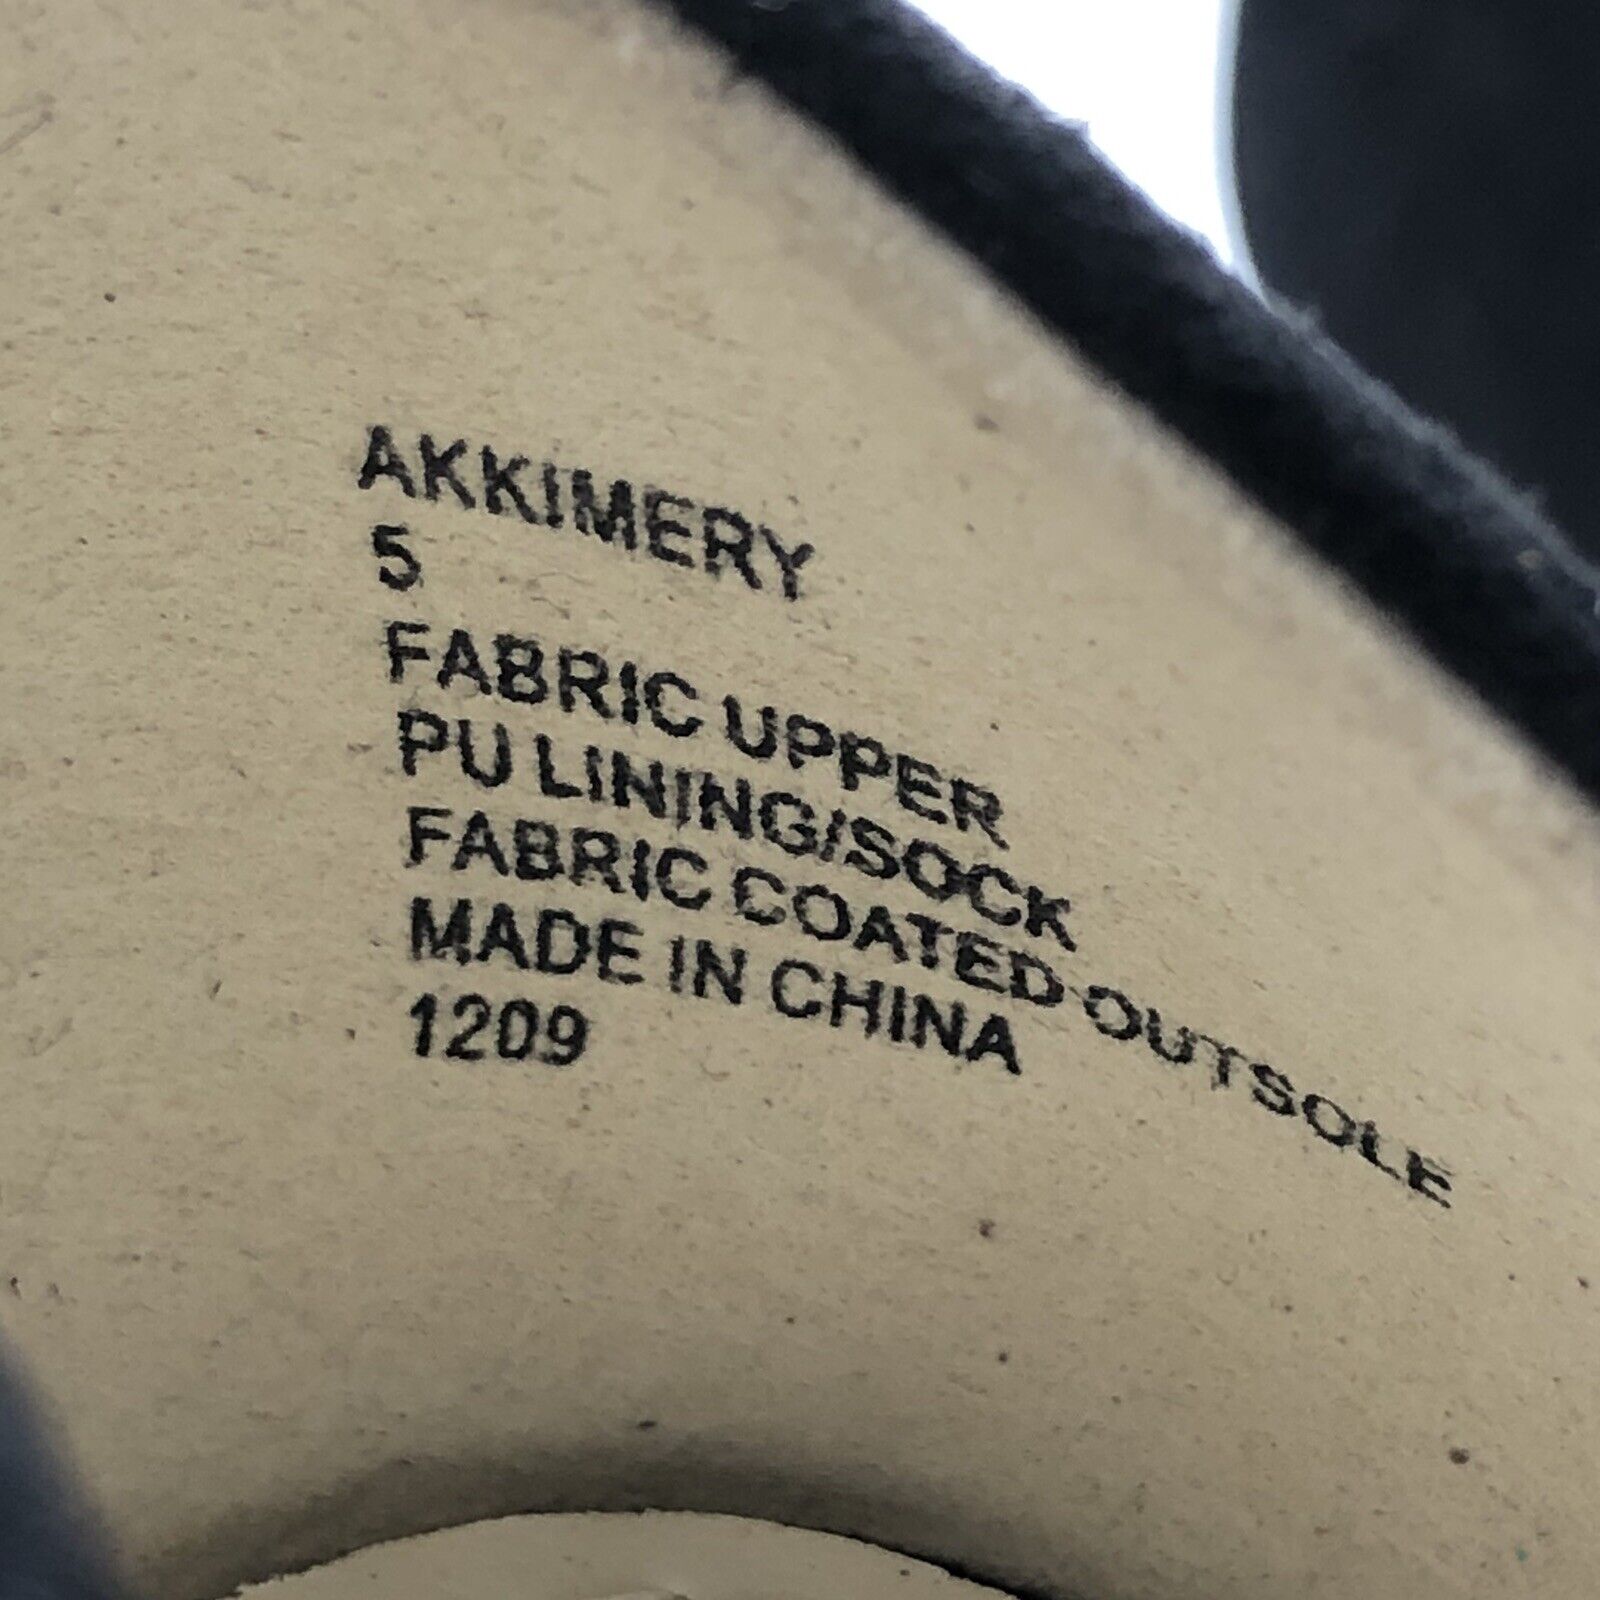 AKKIMERY
5
FABRIC UPPER
PU LINING/SOCK
FABRIC COATED OUTSOLE
MADE IN CHINA
1209